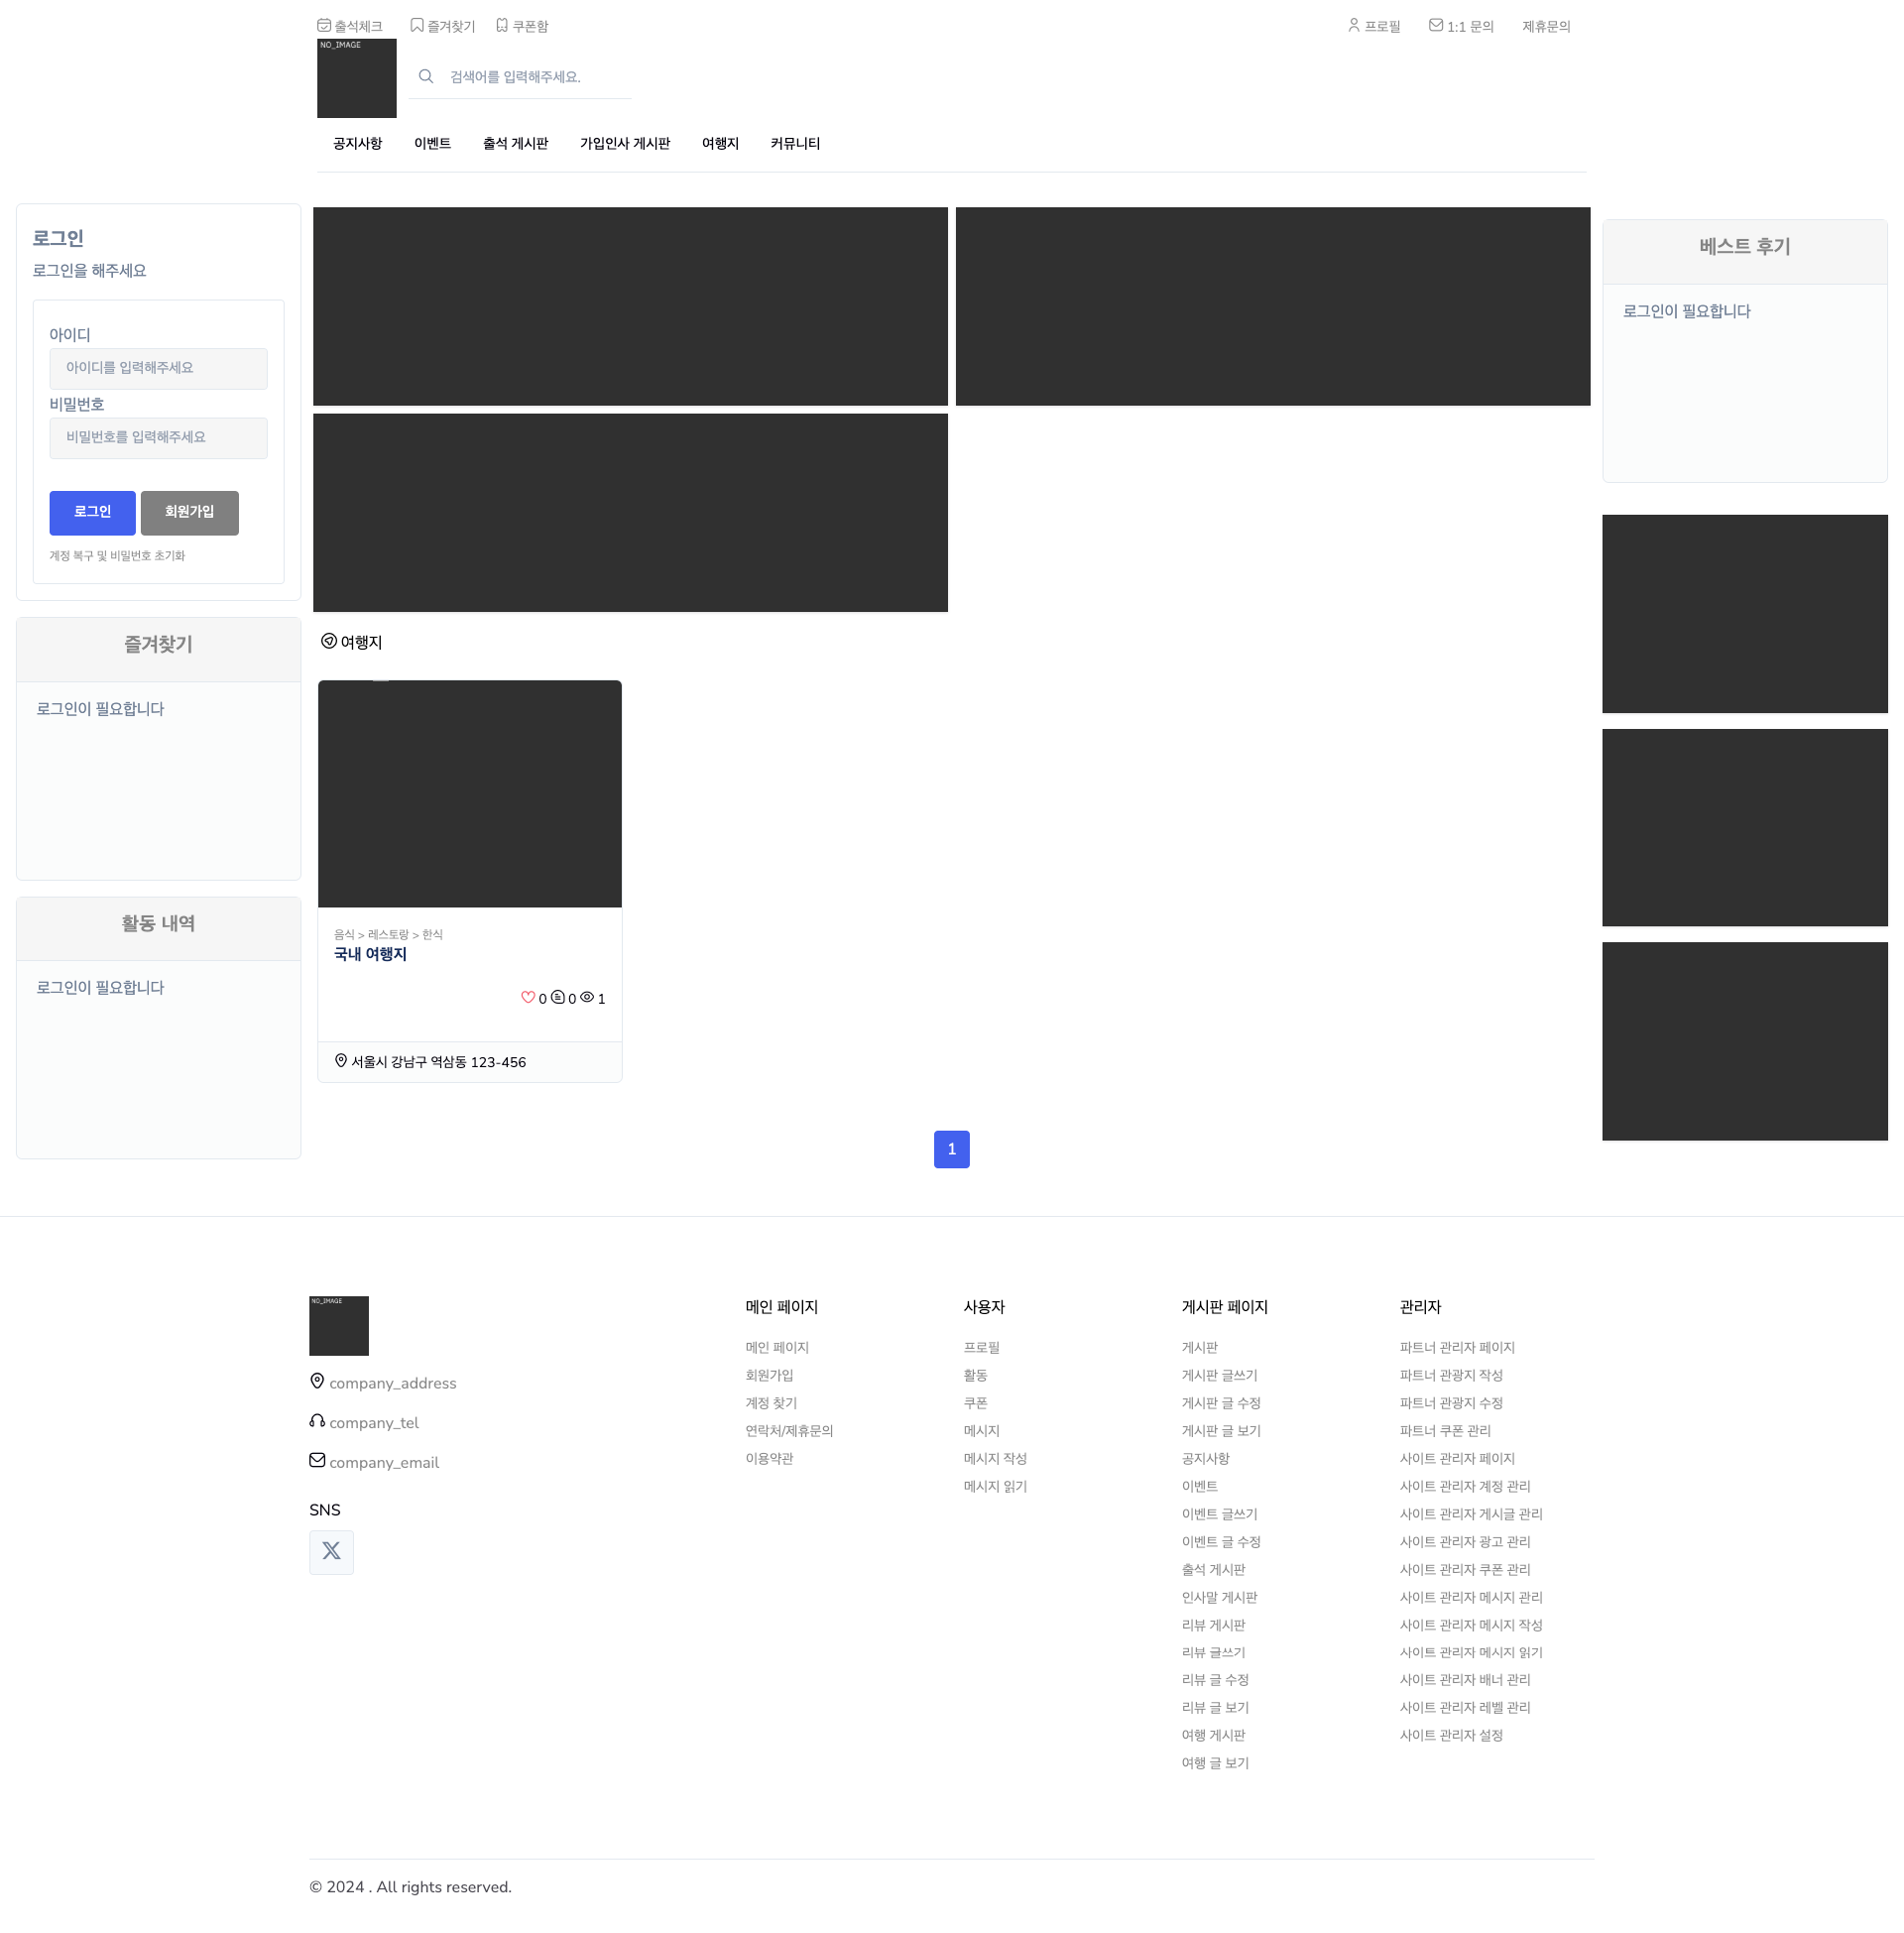 출석체크 즐겨찾기 쿠폰함 프로필 1:1 문의 제휴문의
NO_IMAGE
검색어를 입력해주세요.
공지사항 이벤트 출석 게시판 가입인사 게시판 여행지 커뮤니티
로그인
로그인을 해주세요
아이디
아이디를 입력해주세요
비밀번호
비밀번호를 입력해주세요
로그인 회원가입
계정 복구 및 비밀번호 초기화
즐겨찾기
로그인이 필요합니다
활동 내역
로그인이 필요합니다
여행지
음식 > 레스토랑 > 한식
국내 여행지
0 0 1
서울시 강남구 역삼동 123-456
1
베스트 후기
로그인이 필요합니다
NO_IMAGE
company_address
company_tel
company_email
SNS
메인 페이지
메인 페이지
회원가입
계정 찾기
연락처/제휴문의
이용약관
사용자
프로필
활동
쿠폰
메시지
메시지 작성
메시지 읽기
게시판 페이지
게시판
게시판 글쓰기
게시판 글 수정
게시판 글 보기
공지사항
이벤트
이벤트 글쓰기
이벤트 글 수정
출석 게시판
인사말 게시판
리뷰 게시판
리뷰 글쓰기
리뷰 글 수정
리뷰 글 보기
여행 게시판
여행 글 보기
관리자
파트너 관리자 페이지
파트너 관광지 작성
파트너 관광지 수정
파트너 쿠폰 관리
사이트 관리자 페이지
사이트 관리자 계정 관리
사이트 관리자 게시글 관리
사이트 관리자 광고 관리
사이트 관리자 쿠폰 관리
사이트 관리자 메시지 관리
사이트 관리자 메시지 작성
사이트 관리자 메시지 읽기
사이트 관리자 배너 관리
사이트 관리자 레벨 관리
사이트 관리자 설정
© 2024 . All rights reserved.